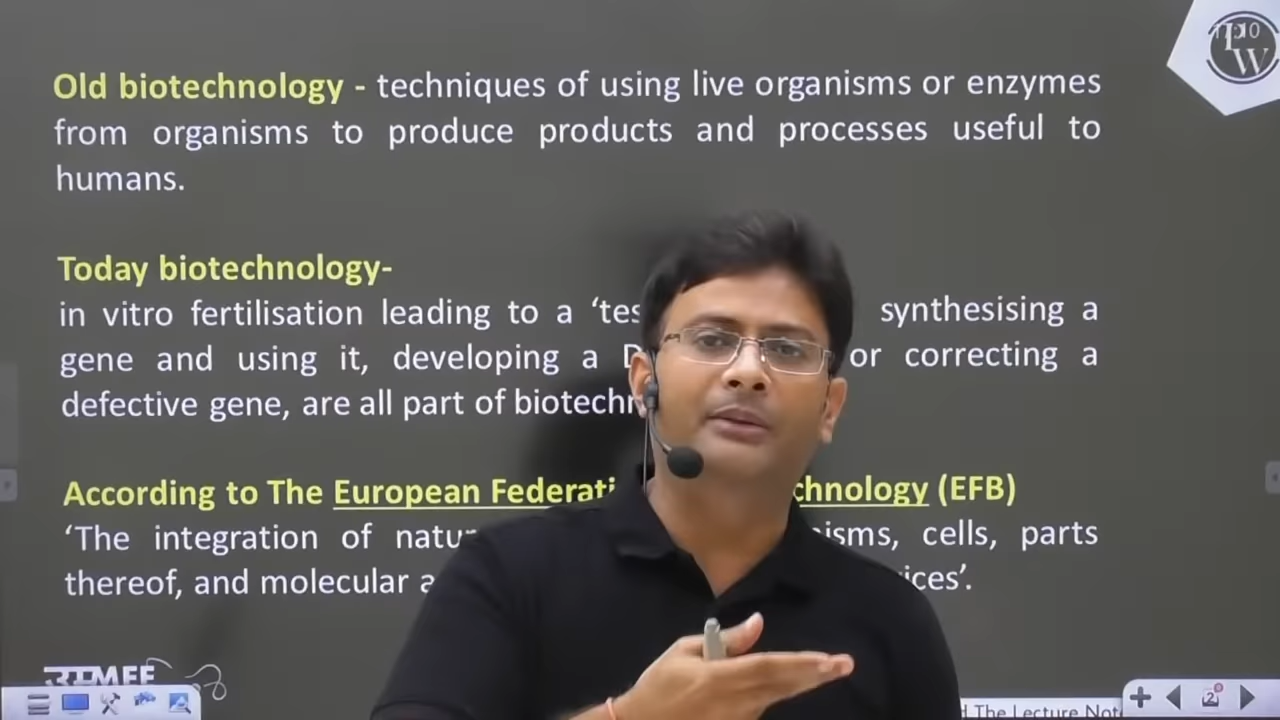 Old biotechnology - techniques of using live organisms or enzymes
from organisms to produce products and processes useful to
humans.
Today biotechnology-
in vitro fertilisation leading to a ‘tes synthesising a
gene and using it, developing a D or correcting a
defective gene, are all part of biotechn
According to The European Federati chnology (EFB)
‘The integration of natu isms, cells, parts
thereof, and molecular a ices’.
The Lecture Not